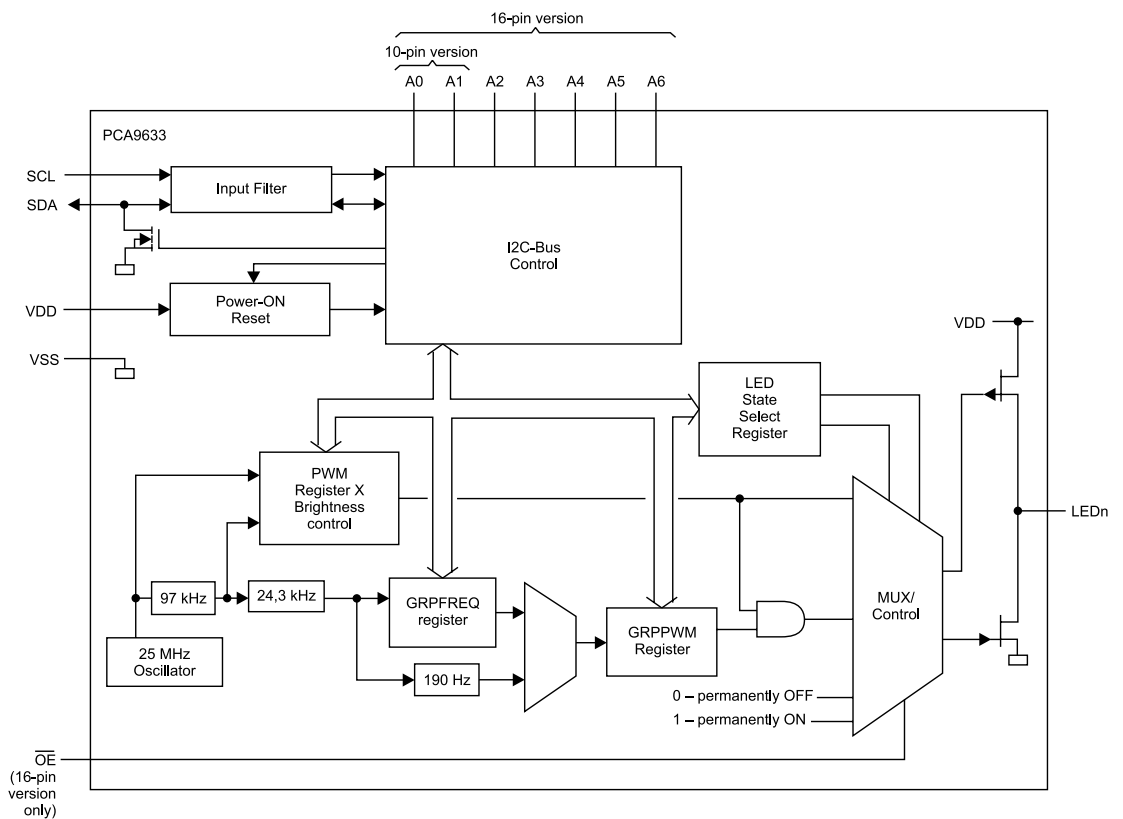 16-pin version
10-pin version
A0 A1 A2 A3 A4 A5 A6
PCA9633
SCL
Input Filter
SDA
I2C-Bus
Control
VDD
Power-ON
Reset
VSS
VDD
LED
State
Select
Register
PWM
Register X
Brightness
control
LEDn
97 kHz
24,3 kHz
GRPFREQ
register
MUX/
Control
GRPPWM
Register
25 MHz
Oscillator
190 Hz
0 – permanently OFF
1 – permanently ON
OE
(16-pin
version
only)